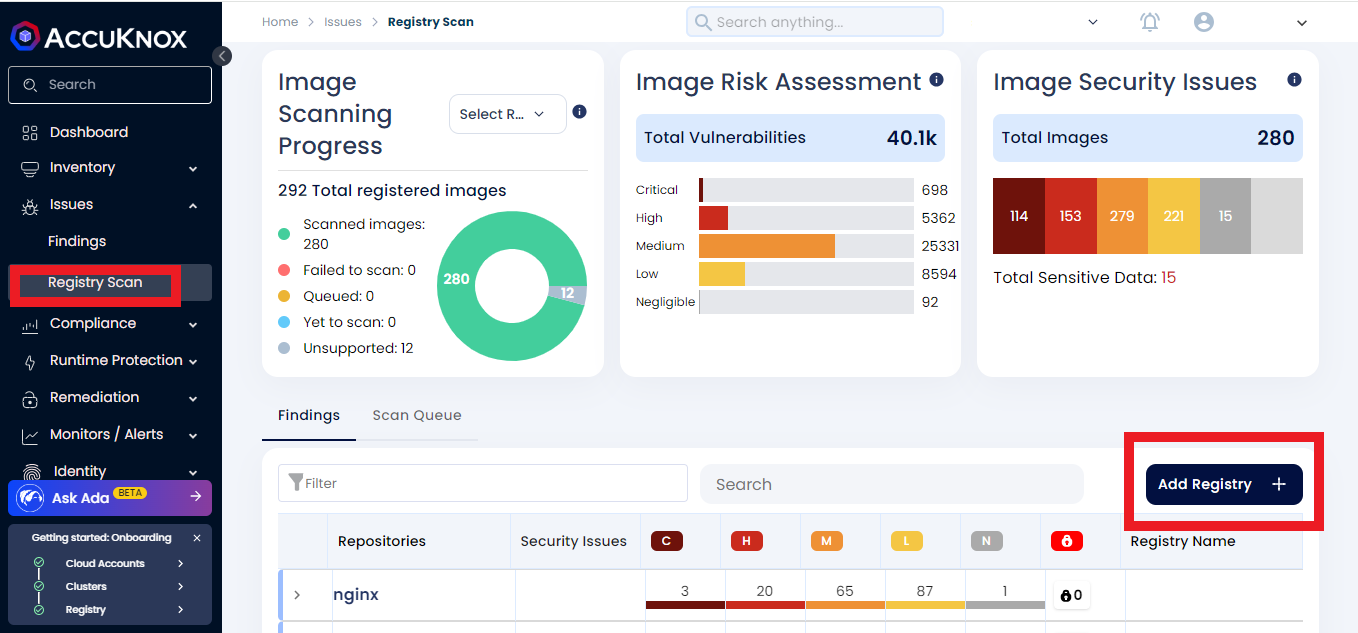 ACCUKNOX
Search
Dashboard
Inventory
Issues
Findings
Registry Scan
Compliance
Runtime Protection
Remediation
Monitors / Alerts
Identity
Ask Ada BETA
Getting started: Onboarding
Cloud Accounts
Clusters
Registry
Home > Issues > Registry Scan
Search anything...
Image
Scanning
Progress
Select R...
292 Total registered images
Scanned images:
280
Failed to scan: 0
Queued: 0
Yet to scan: 0
Unsupported: 12
280
12
Image Risk Assessment
Total Vulnerabilities 40.1k
Critical 698
High 5362
Medium 25331
Low 8594
Negligible 92
Image Security Issues
Total Images 280
114 153 279 221 15
Total Sensitive Data: 15
Findings Scan Queue
Filter
Search
Add Registry +
Repositories Security Issues C H M L N Registry Name
nginx 3 20 65 87 1 0